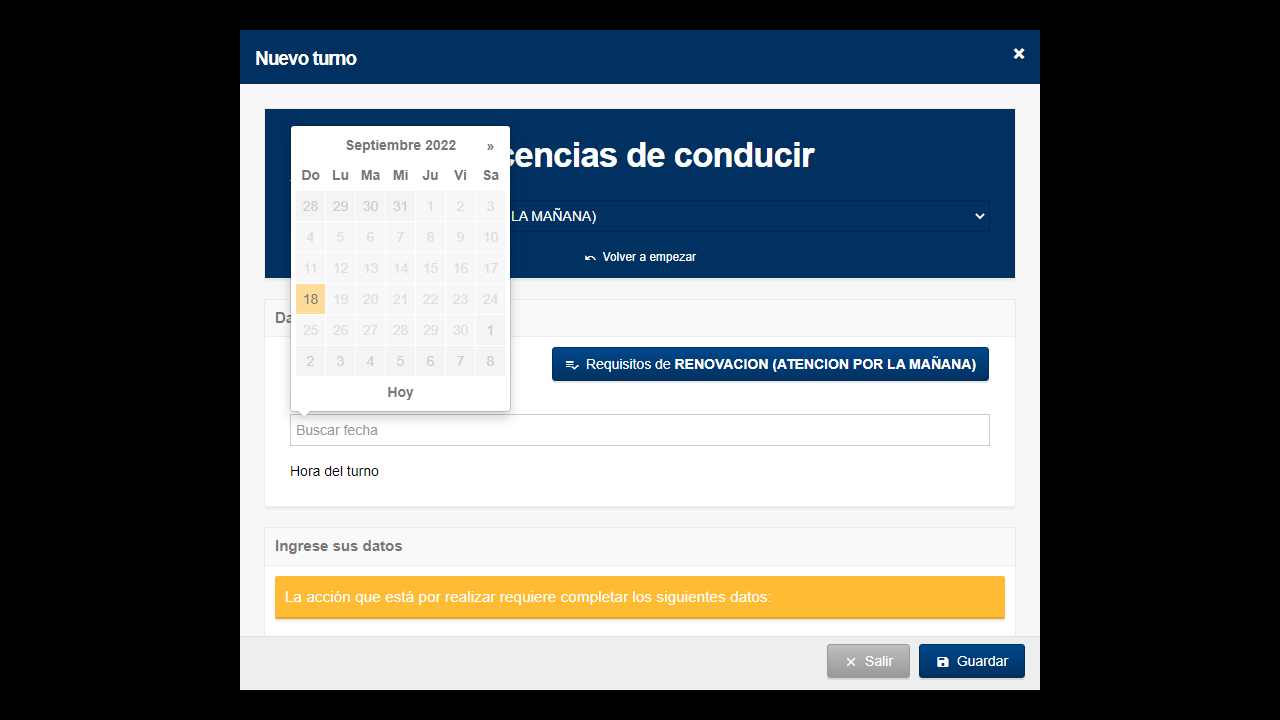 Nuevo turno
×
Septiembre 2022 »
Do Lu Ma Mi Ju Vi Sa
28 29 30 31 1 2 3
4 5 6 7 8 9 10
11 12 13 14 15 16 17
18 19 20 21 22 23 24
25 26 27 28 29 30 1
2 3 4 5 6 7 8
Hoy
cencias de conducir
LA MAÑANA)
Volver a empezar
Da
Requisitos de RENOVACION (ATENCION POR LA MAÑANA)
Buscar fecha
Hora del turno
Ingrese sus datos
La acción que está por realizar requiere completar los siguientes datos:
Salir
Guardar